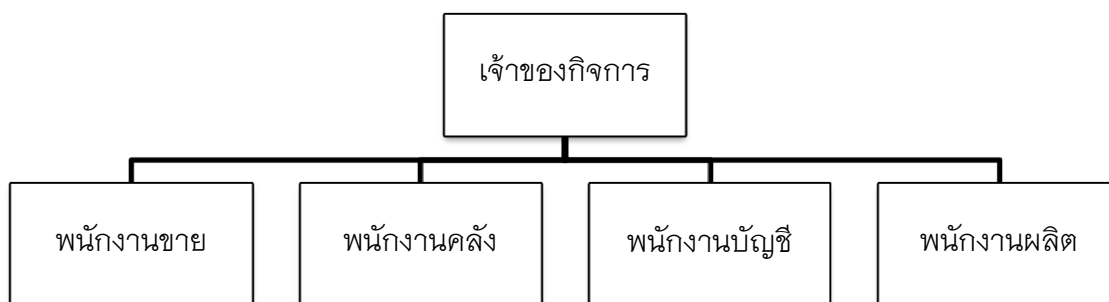 เจ้าของกิจการ
พนักงานขาย
พนักงานคลัง
พนักงานบัญชี
พนักงานผลิต